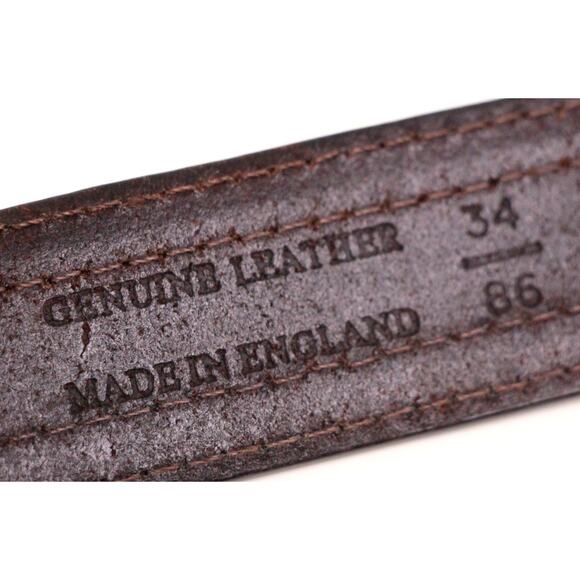 GENUINE LEATHER
MADE IN ENGLAND
34
86